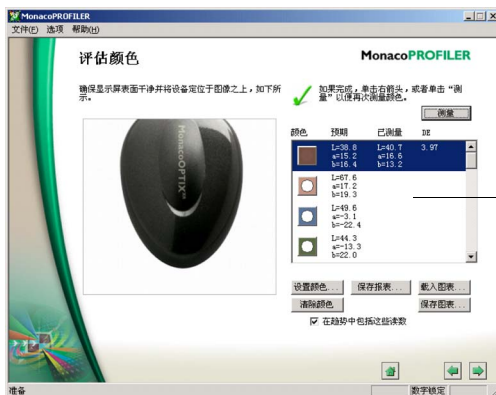 MonacoPROFILER
文件(F) 选项 帮助(H)
评估颜色
MonacoPROFILER
确保显示屏表面干净并将设备定位于图像之上，如下所
示。
如果完成，单击右箭头，或者单击“测
量”以便再次测量颜色。
测量
MonacoOPTIX
颜色 预期 已测量 DE
L=38.8 L=40.7 3.97
a=15.2 a=16.6
b=16.4 b=13.2
L=67.6
a=17.2
b=19.3
L=49.6
a=-3.1
b=-22.4
L=44.3
a=-13.3
b=22.0
设置颜色... 保存报表... 载入图表...
清除颜色 保存图表...
在趋势中包括这些读数
准备 数字锁定